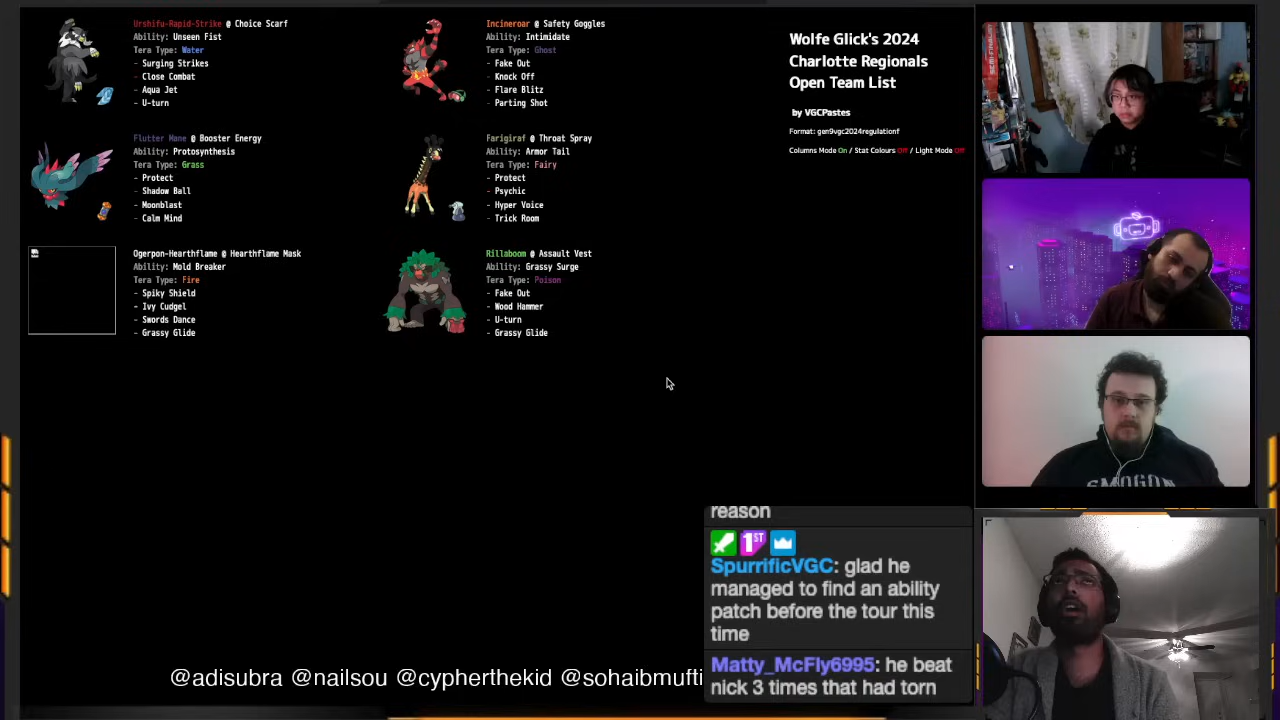 Urshifu-Rapid-Strike @ Choice Scarf
Ability: Unseen Fist
Tera Type: Water
- Surging Strikes
- Close Combat
- Aqua Jet
- U-turn
Incineroar @ Safety Goggles
Ability: Intimidate
Tera Type: Ghost
- Fake Out
- Knock Off
- Flare Blitz
- Parting Shot
Flutter Mane @ Booster Energy
Ability: Protosynthesis
Tera Type: Grass
- Protect
- Shadow Ball
- Moonblast
- Calm Mind
Farigiraf @ Throat Spray
Ability: Armor Tail
Tera Type: Fairy
- Protect
- Psychic
- Hyper Voice
- Trick Room
Ogerpon-Hearthflame @ Hearthflame Mask
Ability: Mold Breaker
Tera Type: Fire
- Spiky Shield
- Ivy Cudgel
- Swords Dance
- Grassy Glide
Rillaboom @ Assault Vest
Ability: Grassy Surge
Tera Type: Poison
- Fake Out
- Wood Hammer
- U-turn
- Grassy Glide
Wolfe Glick's 2024
Charlotte Regionals
Open Team List
by VGCPastes
Format: gen9vgc2024regulationf
Columns Mode On / Stat Colours Off / Light Mode Off
reason
1ST
SpurrificVGC: glad he
managed to find an ability
patch before the tour this
time
Matty_McFly6995: he beat
nick 3 times that had torn
@adisubra @nailsou @cypherthekid @sohaibmufti
SMOGON